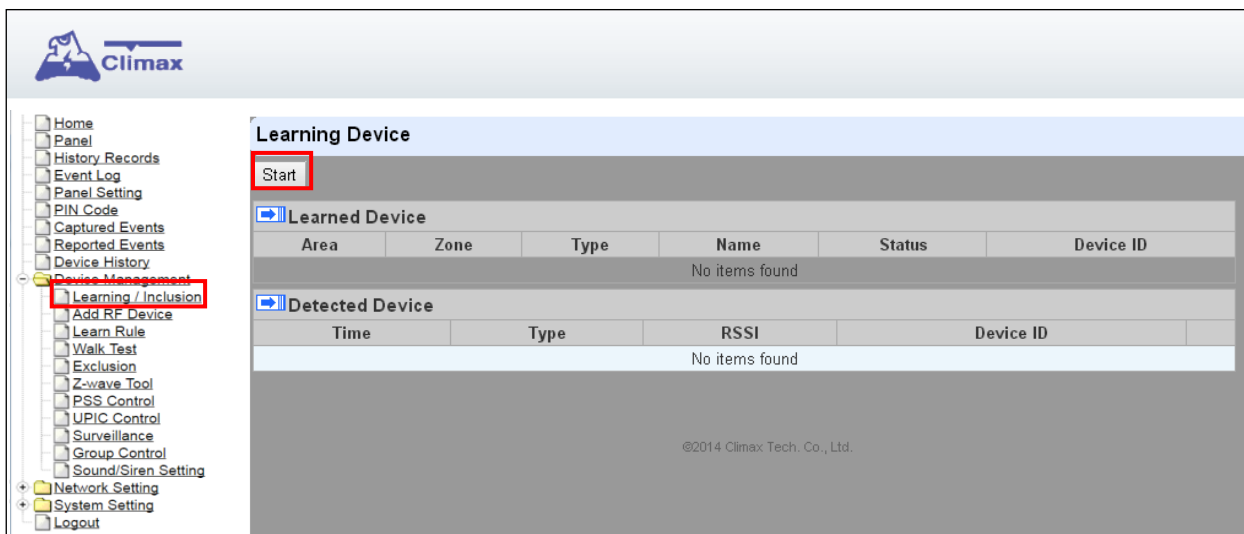 Climax
Home
Panel
History Records
Event Log
Panel Setting
PIN Code
Captured Events
Reported Events
Device History
Device Management
Learning / Inclusion
Add RF Device
Learn Rule
Walk Test
Exclusion
Z-wave Tool
PSS Control
UPIC Control
Surveillance
Group Control
Sound/Siren Setting
Network Setting
System Setting
Logout
Learning Device
Start
Learned Device
Area Zone Type Name Status Device ID
No items found
Detected Device
Time Type RSSI Device ID
No items found
©2014 Climax Tech. Co., Ltd.